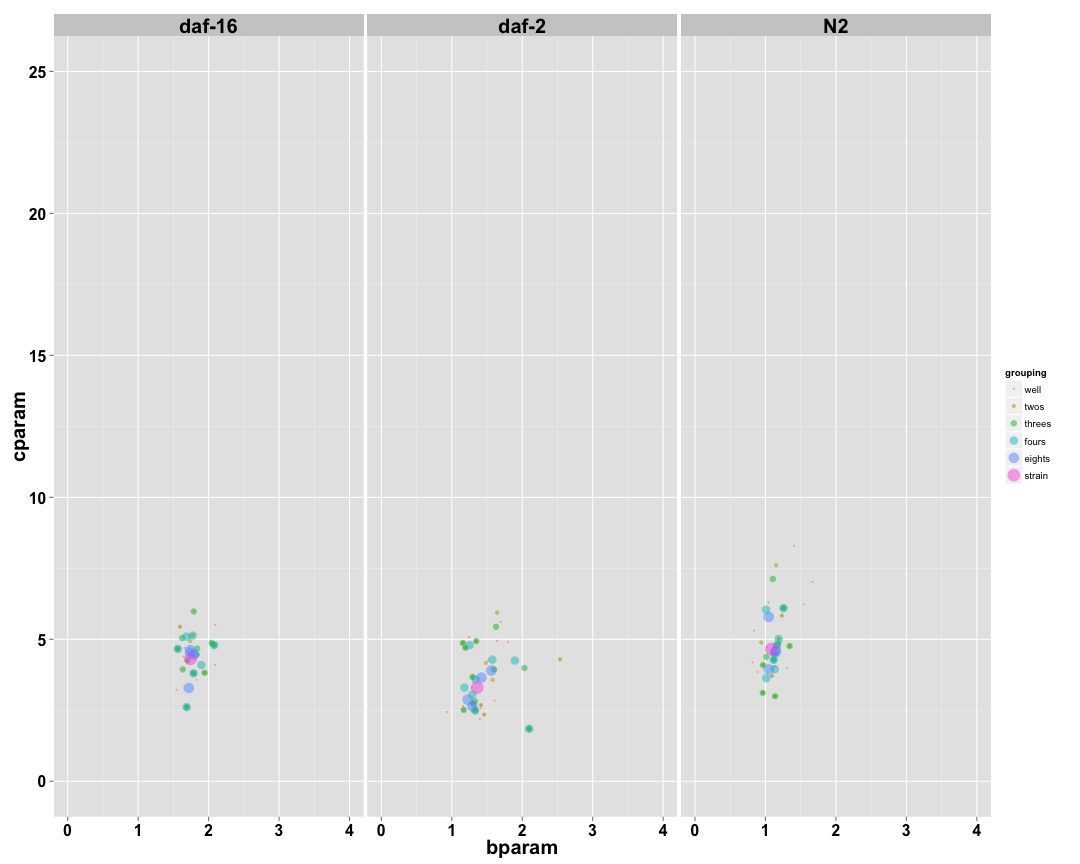 daf-16 daf-2 N2
25
20
15
10
5
0
cparam
0 1 2 3 4 0 1 2 3 4 0 1 2 3 4
bparam
grouping
well
twos
threes
fours
eights
strain